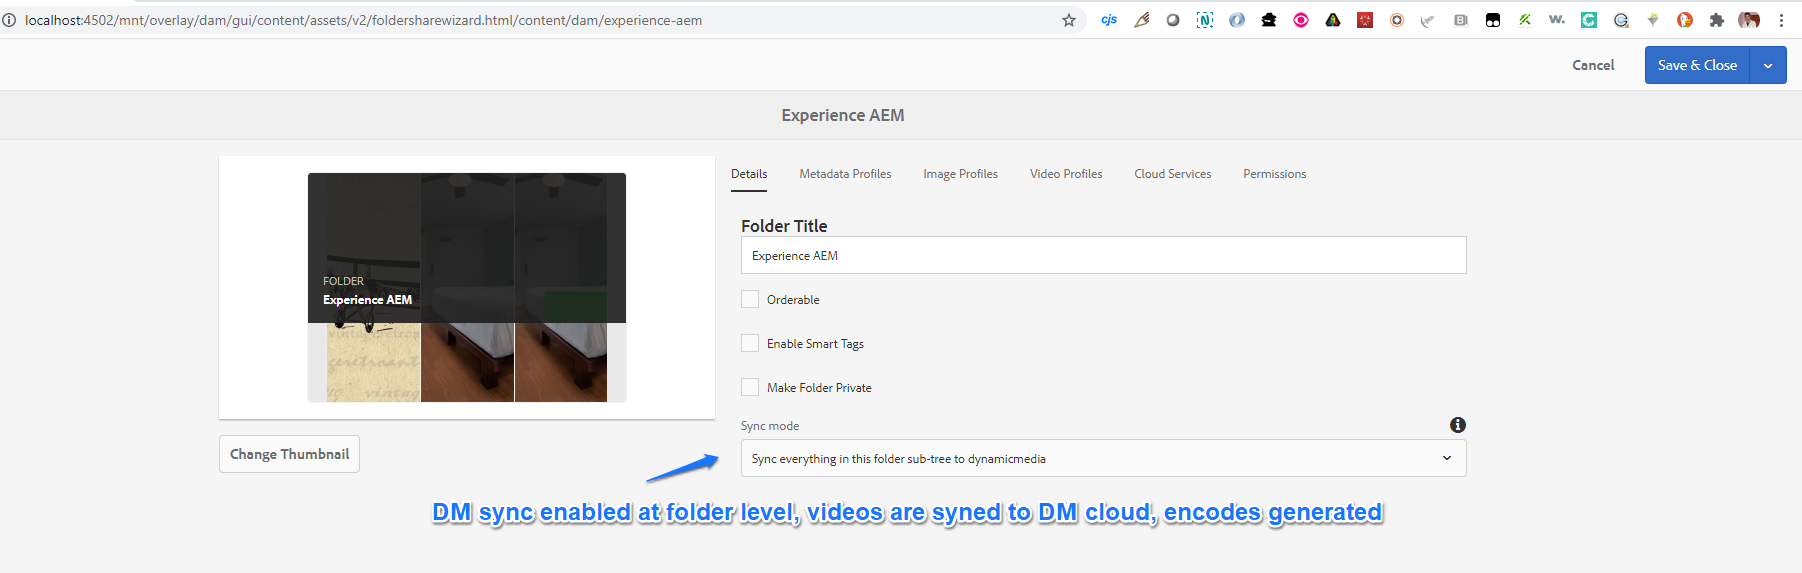 localhost:4502/mnt/overlay/dam/gui/content/assets/v2/foldersharewizard.html/content/dam/experience-aem
cjs
Cancel
Save & Close
Experience AEM
Details Metadata Profiles Image Profiles Video Profiles Cloud Services Permissions
FOLDER
Experience AEM
Folder Title
Experience AEM
Orderable
Enable Smart Tags
Make Folder Private
Sync mode
Sync everything in this folder sub-tree to dynamicmedia
Change Thumbnail
DM sync enabled at folder level, videos are syned to DM cloud, encodes generated